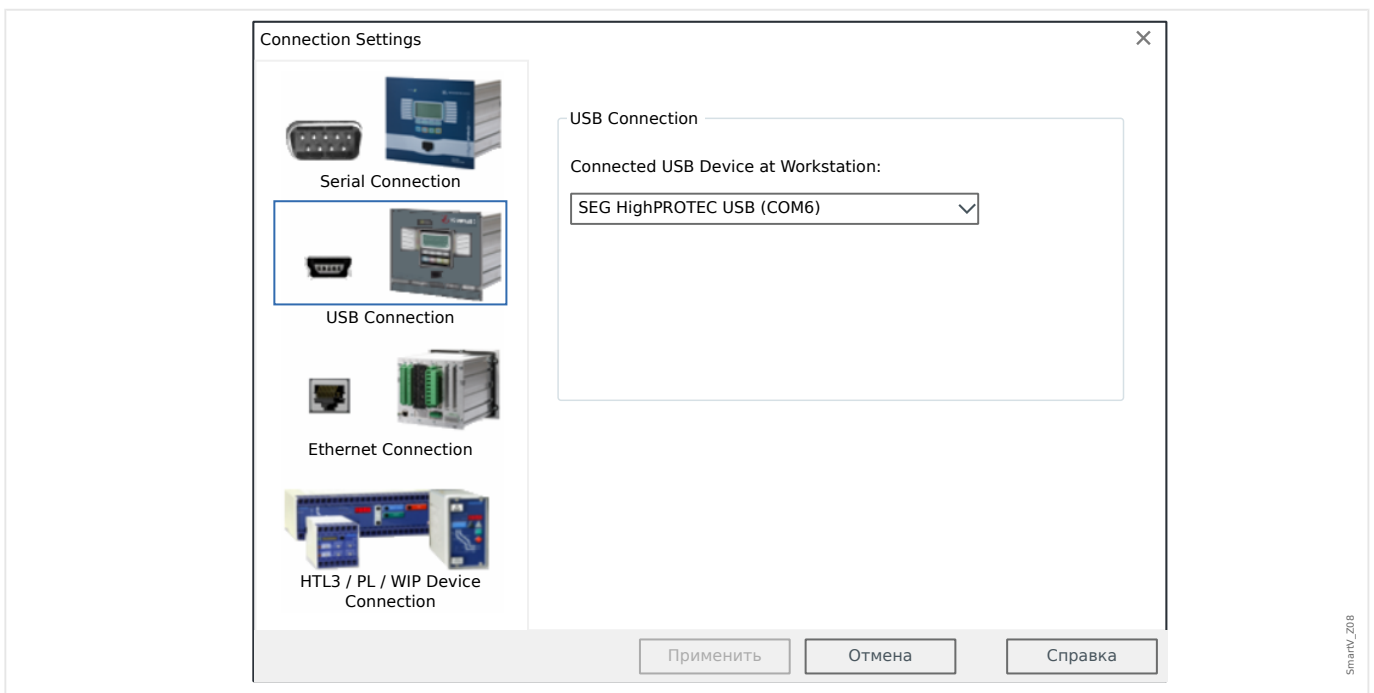 Connection Settings
Serial Connection
USB Connection
Ethernet Connection
HTL3 / PL / WIP Device
Connection
USB Connection
Connected USB Device at Workstation:
SEG HighPROTEC USB (COM6)
Применить
Отмена
Справка
SmartV_Z08